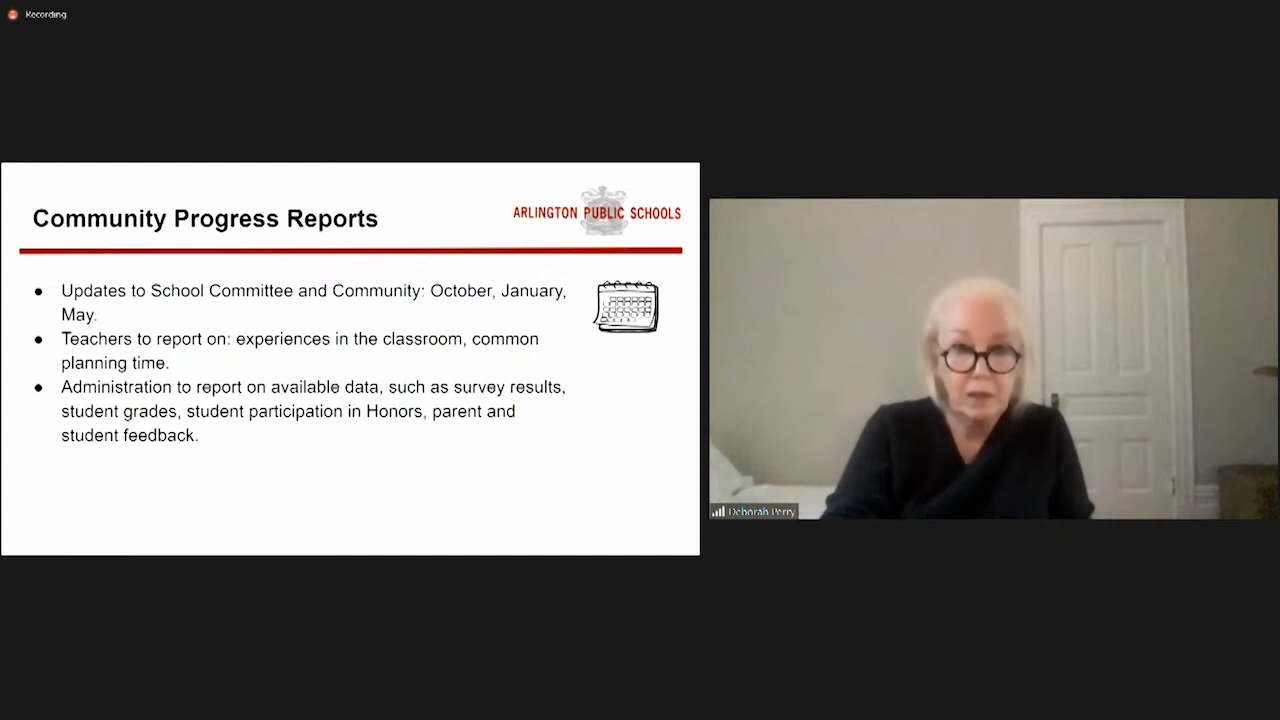 Recording
Community Progress Reports
ARLINGTON PUBLIC SCHOOLS
● Updates to School Committee and Community: October, January,
May.
● Teachers to report on: experiences in the classroom, common
planning time.
● Administration to report on available data, such as survey results,
student grades, student participation in Honors, parent and
student feedback.
Deborah Perry